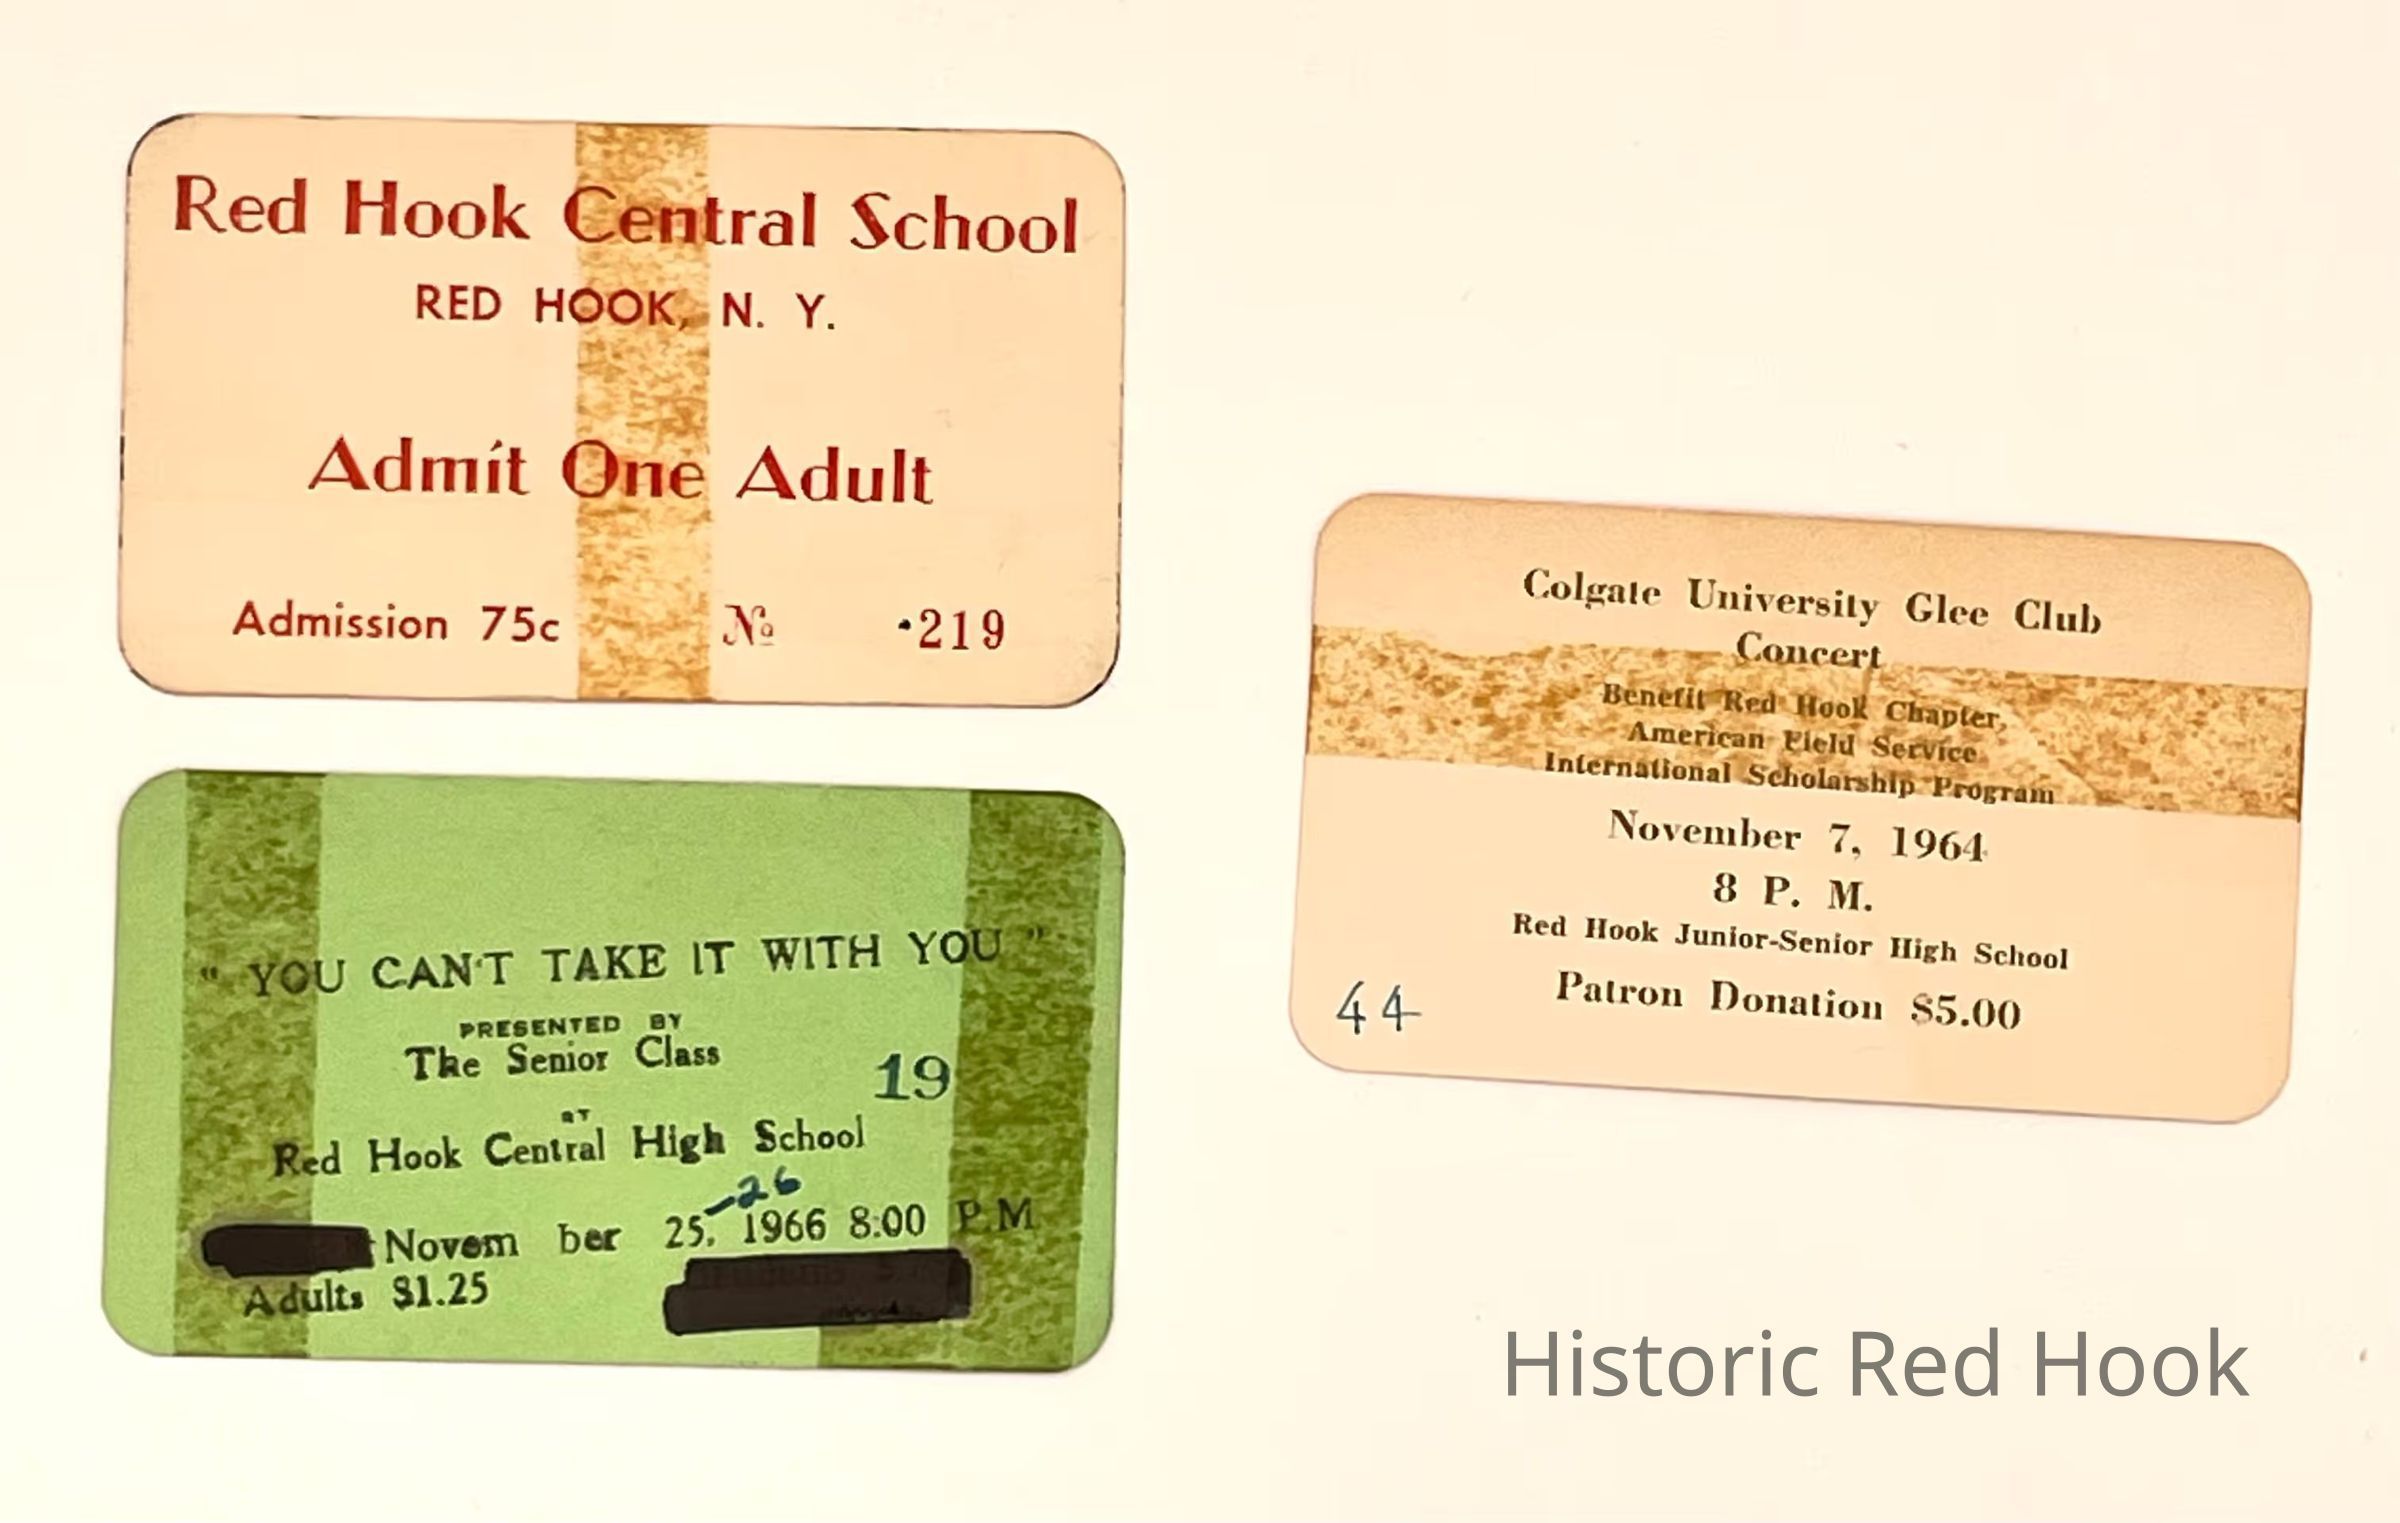 Red Hook Central School
RED HOOK, N. Y.
Admit One Adult
Admission 75c № 219
" YOU CAN'T TAKE IT WITH YOU "
PRESENTED BY
The Senior Class
19
AT
Red Hook Central High School
-26
Novem ber 25, 1966 8:00 P.M
Adults $1.25
Colgate University Glee Club
Concert
Benefit Red Hook Chapter,
American Field Service
International Scholarship Program
November 7, 1964
8 P. M.
Red Hook Junior-Senior High School
Patron Donation $5.00
44
Historic Red Hook